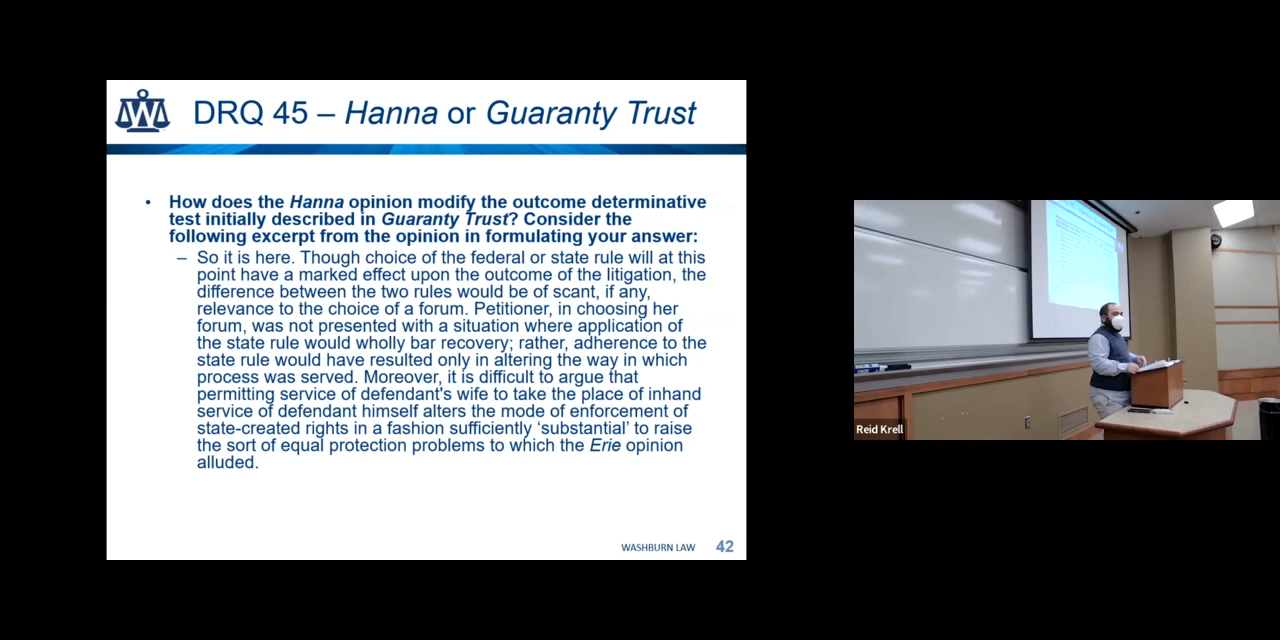 DRQ 45 – Hanna or Guaranty Trust
• How does the Hanna opinion modify the outcome determinative
test initially described in Guaranty Trust? Consider the
following excerpt from the opinion in formulating your answer:
– So it is here. Though choice of the federal or state rule will at this
point have a marked effect upon the outcome of the litigation, the
difference between the two rules would be of scant, if any,
relevance to the choice of a forum. Petitioner, in choosing her
forum, was not presented with a situation where application of
the state rule would wholly bar recovery; rather, adherence to the
state rule would have resulted only in altering the way in which
process was served. Moreover, it is difficult to argue that
permitting service of defendant's wife to take the place of inhand
service of defendant himself alters the mode of enforcement of
state-created rights in a fashion sufficiently ‘substantial’ to raise
the sort of equal protection problems to which the Erie opinion
alluded.
WASHBURN LAW 42
Reid Krell